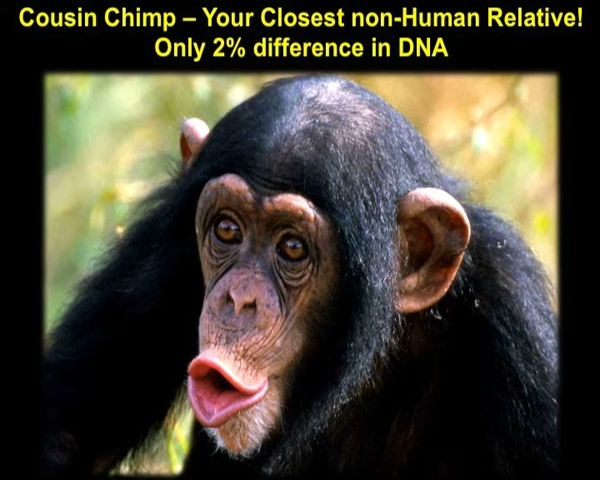 Cousin Chimp – Your Closest non-Human Relative!
Only 2% difference in DNA